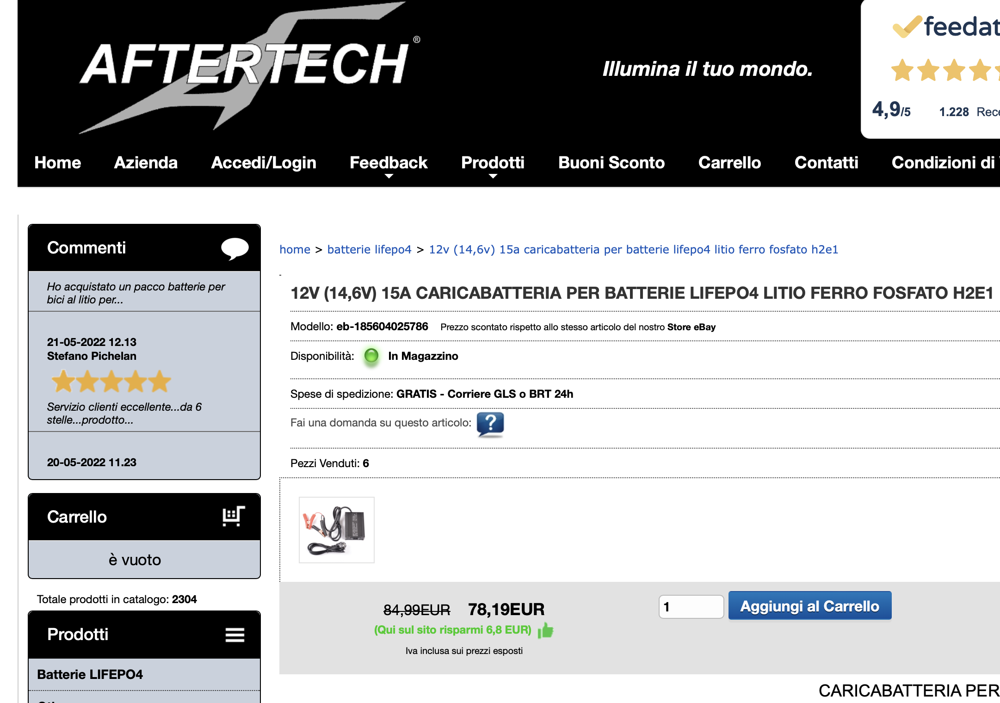 AFTERTECH®
Illumina il tuo mondo.
4,9/5 1.228
Home Azienda Accedi/Login Feedback Prodotti Buoni Sconto Carrello Contatti Condizioni di
Commenti
Ho acquistato un pacco batterie per
bici al litio per...
21-05-2022 12.13
Stefano Pichelan
Servizio clienti eccellente...da 6
stelle...prodotto...
20-05-2022 11.23
Carrello
è vuoto
Totale prodotti in catalogo: 2304
Prodotti
Batterie LIFEPO4
home > batterie lifepo4 > 12v (14,6v) 15a caricabatteria per batterie lifepo4 litio ferro fosfato h2e1
-
12V (14,6V) 15A CARICABATTERIA PER BATTERIE LIFEPO4 LITIO FERRO FOSFATO H2E1
Modello: eb-185604025786 Prezzo scontato rispetto allo stesso articolo del nostro Store eBay
Disponibilità: In Magazzino
Spese di spedizione: GRATIS - Corriere GLS o BRT 24h
Fai una domanda su questo articolo: ?
Pezzi Venduti: 6
84,99EUR 78,19EUR
(Qui sul sito risparmi 6,8 EUR)
Iva inclusa sui prezzi esposti
1 Aggiungi al Carrello
CARICABATTERIA PER